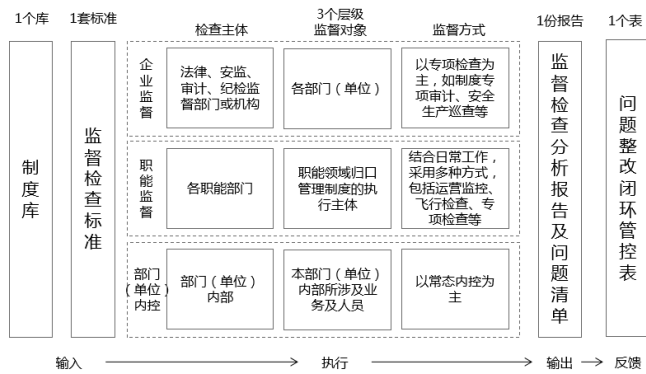 1个库
1套标准
3个层级
1份报告
1个表
检查主体
监督对象
监督方式
制度库
监督检查标准
企业监督
法律、安监、
审计、纪检监
督部门或机构
各部门（单位）
以专项检查为
主，如制度专
项审计、安全
生产巡查等
职能监督
各职能部门
职能领域归口
管理制度的执
行主体
结合日常工作，
采用多种方式，
包括运营监控、
飞行检查、专
项检查等
部门
（单位）
内控
部门（单位）
内部
本部门（单位）
内部所涉及业
务及人员
以常态内控为
主
监督检查分析报告及问题清单
问题整改闭环管控表
输入
执行
输出
反馈